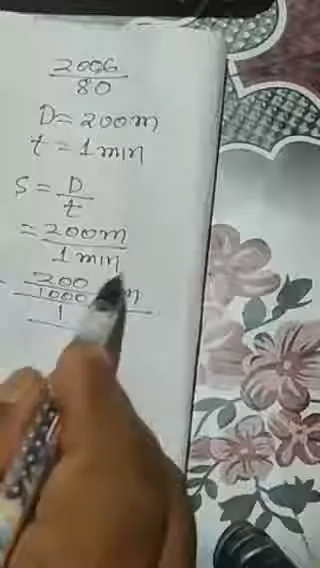 2006
80
D = 200m
t = 1 min
S = D
t
= 200m
1 min
200
1000 m
1